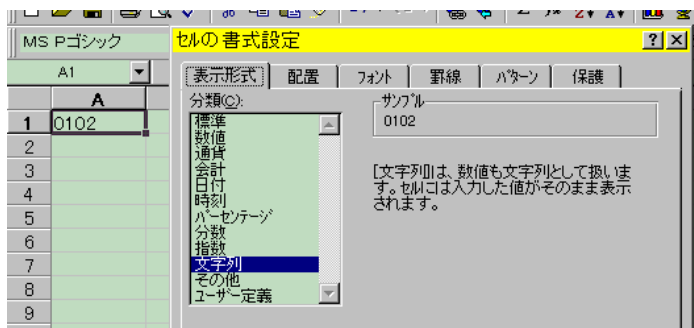 MS Pゴシック
セルの書式設定
A1
表示形式
配置
フォント
罫線
パターン
保護
A
分類(C):
サンプル
1
0102
標準
0102
数値
2
通貨
3
会計
[文字列]は、数値も文字列として扱いま
日付
す。セルには入力した値がそのまま表示
4
時刻
されます。
パーセンテージ
5
分数
6
指数
7
文字列
その他
8
ユーザー定義
9